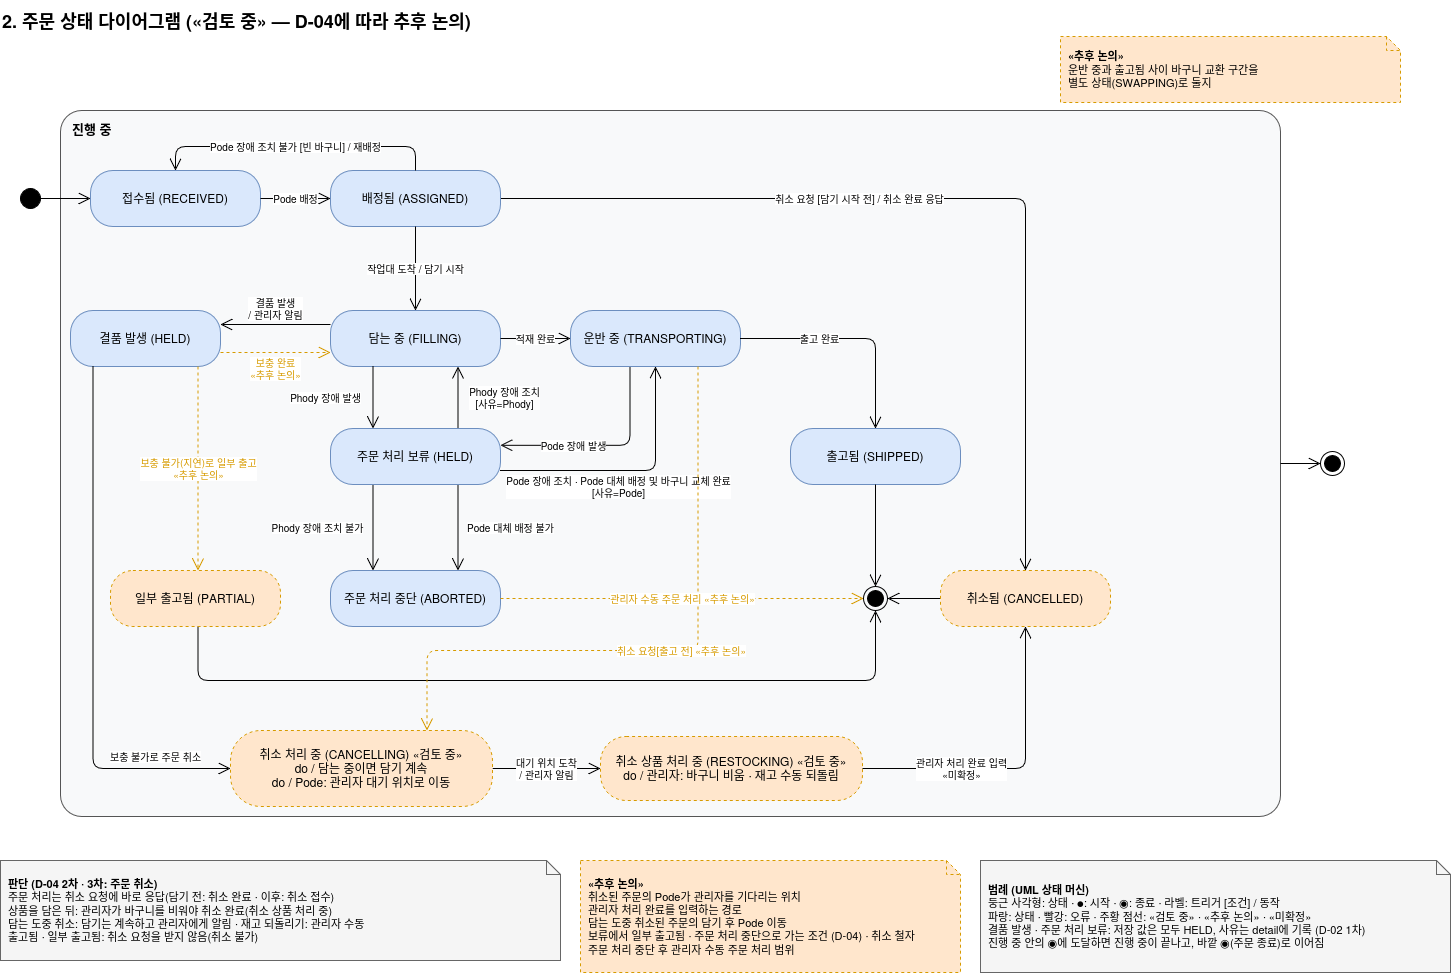 2. 주문 상태 다이어그램 («검토 중» — D-04에 따라 추후 논의)
«추후 논의»
운반 중과 출고됨 사이 바구니 교환 구간을
별도 상태(SWAPPING)로 둘지
진행 중
Pode 장애 조치 불가 [빈 바구니] / 재배정
접수됨 (RECEIVED)
Pode 배정
배정됨 (ASSIGNED)
취소 요청 [담기 시작 전] / 취소 완료 응답
작업대 도착 / 담기 시작
결품 발생
/ 관리자 알림
결품 발생 (HELD)
담는 중 (FILLING)
적재 완료
운반 중 (TRANSPORTING)
출고 완료
보충 완료
«추후 논의»
Phody 장애 발생
Phody 장애 조치
[사유=Phody]
Pode 장애 발생
주문 처리 보류 (HELD)
출고됨 (SHIPPED)
보충 불가(지연)로 일부 출고
«추후 논의»
Pode 장애 조치 · Pode 대체 배정 및 바구니 교체 완료
[사유=Pode]
Phody 장애 조치 불가
Pode 대체 배정 불가
일부 출고됨 (PARTIAL)
주문 처리 중단 (ABORTED)
관리자 수동 주문 처리 «추후 논의»
취소됨 (CANCELLED)
취소 요청[출고 전] «추후 논의»
보충 불가로 주문 취소
취소 처리 중 (CANCELLING) «검토 중»
do / 담는 중이면 담기 계속
do / Pode: 관리자 대기 위치로 이동
대기 위치 도착
/ 관리자 알림
취소 상품 처리 중 (RESTOCKING) «검토 중»
do / 관리자: 바구니 비움 · 재고 수동 되돌림
관리자 처리 완료 입력
«미확정»
판단 (D-04 2차 · 3차: 주문 취소)
주문 처리는 취소 요청에 바로 응답(담기 전: 취소 완료 · 이후: 취소 접수)
상품을 담은 뒤: 관리자가 바구니를 비워야 취소 완료(취소 상품 처리 중)
담는 도중 취소: 담기는 계속하고 관리자에게 알림 · 재고 되돌리기: 관리자 수동
출고됨 · 일부 출고됨: 취소 요청을 받지 않음(취소 불가)
«추후 논의»
취소된 주문의 Pode가 관리자를 기다리는 위치
관리자 처리 완료를 입력하는 경로
담는 도중 취소된 주문의 담기 후 Pode 이동
보류에서 일부 출고됨 · 주문 처리 중단으로 가는 조건 (D-04) · 취소 철자
주문 처리 중단 후 관리자 수동 주문 처리 범위
범례 (UML 상태 머신)
둥근 사각형: 상태 · ●: 시작 · ◉: 종료 · 라벨: 트리거 [조건] / 동작
파랑: 상태 · 빨강: 오류 · 주황 점선: «검토 중» · «추후 논의» · «미확정»
결품 발생 · 주문 처리 보류: 저장 값은 모두 HELD, 사유는 detail에 기록 (D-02 1차)
진행 중 안의 ◉에 도달하면 진행 중이 끝나고, 바깥 ◉(주문 종료)로 이어짐